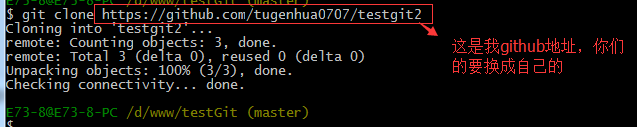 E73-8@E73-8-PC /d/www/testGit (master)
$ git clone https://github.com/tugenhua0707/testgit2
Cloning into 'testgit2'...
remote: Counting objects: 3, done.
remote: Total 3 (delta 0), reused 0 (delta 0)
Unpacking objects: 100% (3/3), done.
Checking connectivity... done.
这是我github地址，你们
的要换成自己的
E73-8@E73-8-PC /d/www/testGit (master)
$